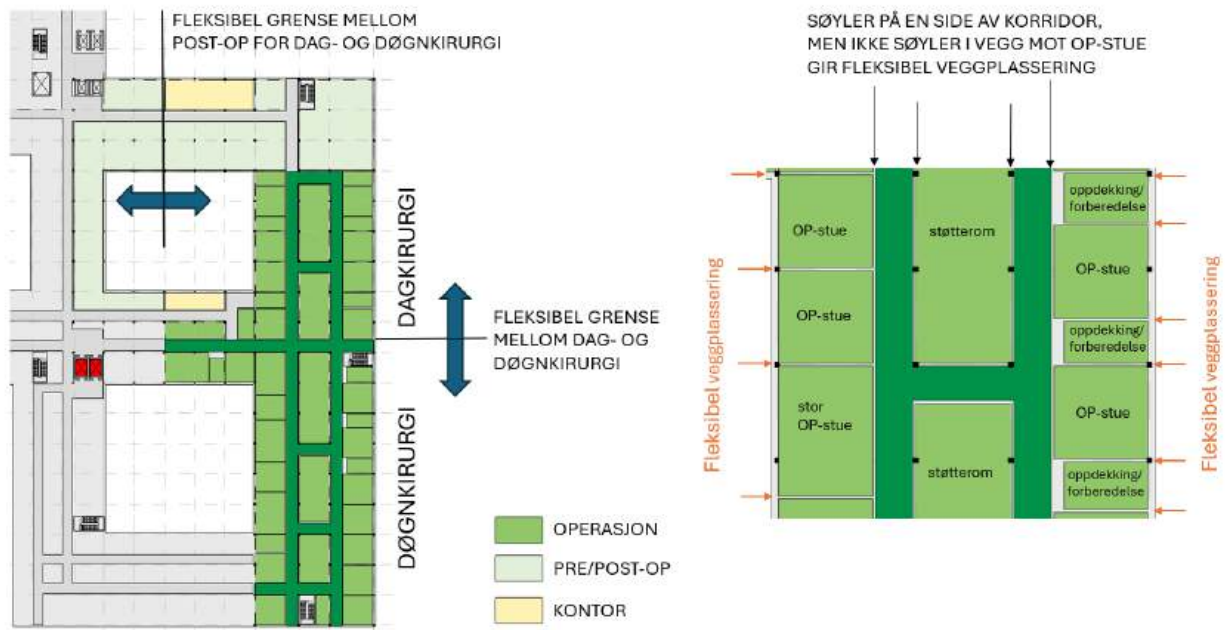 FLEKSIBEL GRENSE MELLOM
POST-OP FOR DAG- OG DØGNKIRURGI
DAGKIRURGI
FLEKSIBEL GRENSE
MELLOM DAG- OG
DØGNKIRURGI
DØGNKIRURGI
OPERASJON
PRE/POST-OP
KONTOR
SØYLER PÅ EN SIDE AV KORRIDOR,
MEN IKKE SØYLER I VEGG MOT OP-STUE
GIR FLEKSIBEL VEGGPLASSERING
Fleksibel veggplassering
OP-stue
OP-stue
stor
OP-stue
støtterom
støtterom
oppdekking/
forberedelse
OP-stue
oppdekking/
forberedelse
OP-stue
oppdekking/
forberedelse
Fleksibel veggplassering